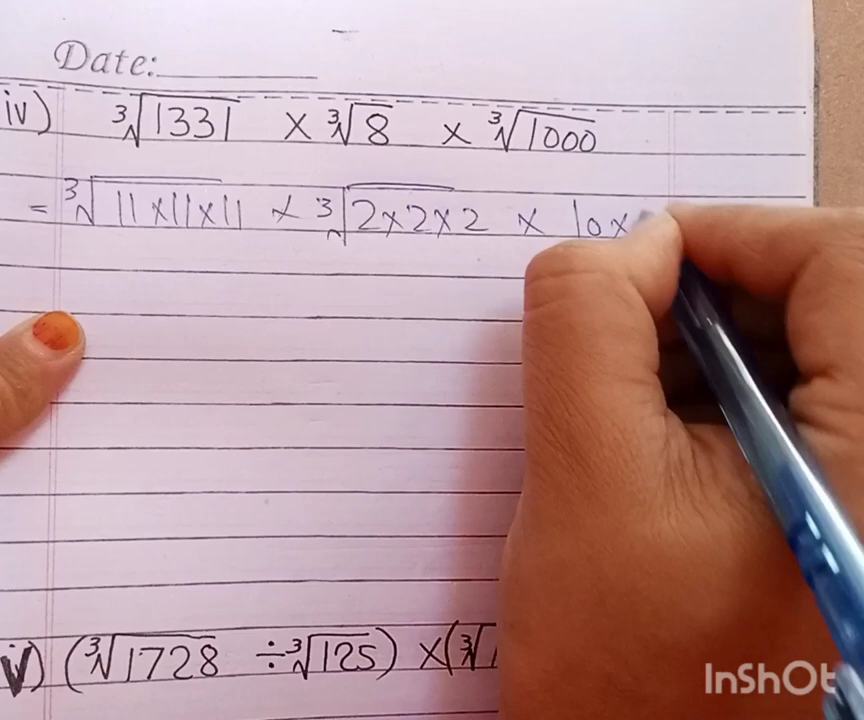 Date:
iv) ∛1331 × ∛8 × ∛1000
= ∛11×11×11 × ∛2×2×2 × 10×
v) (∛1728 ÷ ∛125) × (∛
InShOt